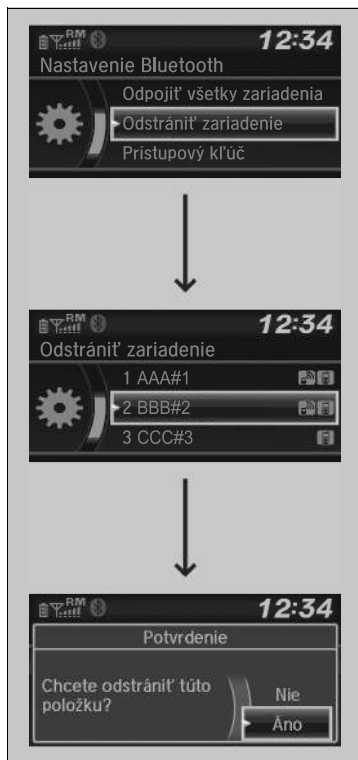 RM
12:34
Nastavenie Bluetooth
Odpojiť všetky zariadenia
Odstrániť zariadenie
Prístupový kľúč
RM
12:34
Odstrániť zariadenie
1 AAA#1
2 BBB#2
3 CCC#3
RM
12:34
Potvrdenie
Chcete odstrániť túto
položku?
Nie
Áno